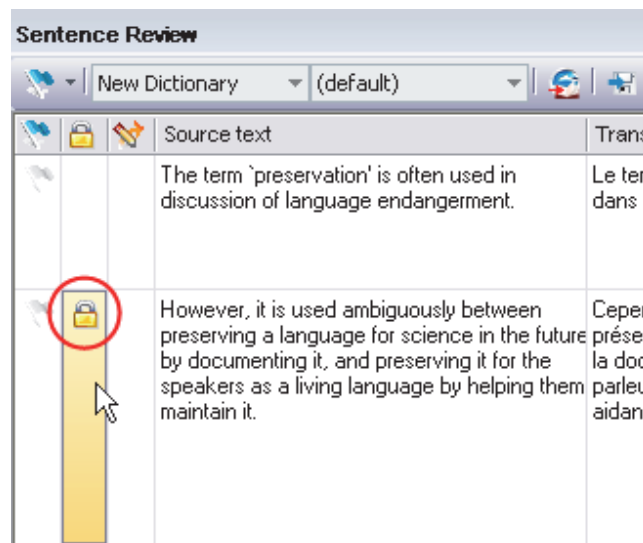 Sentence Review
New Dictionary (default)
Source text Trans
The term `preservation' is often used in Le ter
discussion of language endangerment. dans
However, it is used ambiguously between Ceper
preserving a language for science in the future prése
by documenting it, and preserving it for the la doc
speakers as a living language by helping them parleu
maintain it. aidan